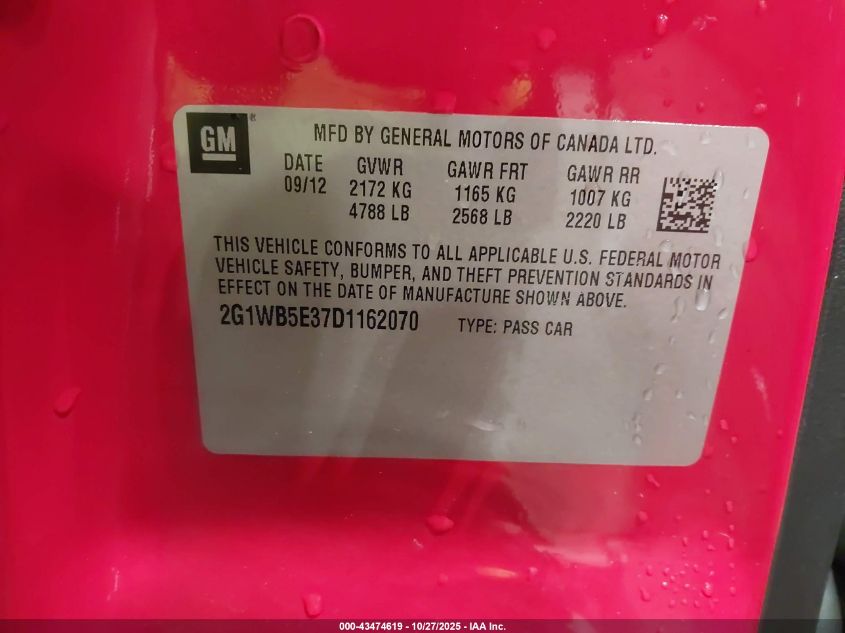 GM ®
MFD BY GENERAL MOTORS OF CANADA LTD.
DATE GVWR GAWR FRT GAWR RR
09/12 2172 KG 1165 KG 1007 KG
4788 LB 2568 LB 2220 LB
THIS VEHICLE CONFORMS TO ALL APPLICABLE U.S. FEDERAL MOTOR
VEHICLE SAFETY, BUMPER, AND THEFT PREVENTION STANDARDS IN
EFFECT ON THE DATE OF MANUFACTURE SHOWN ABOVE.
2G1WB5E37D1162070 TYPE: PASS CAR
000-43474619 - 10/27/2025 - IAA Inc.